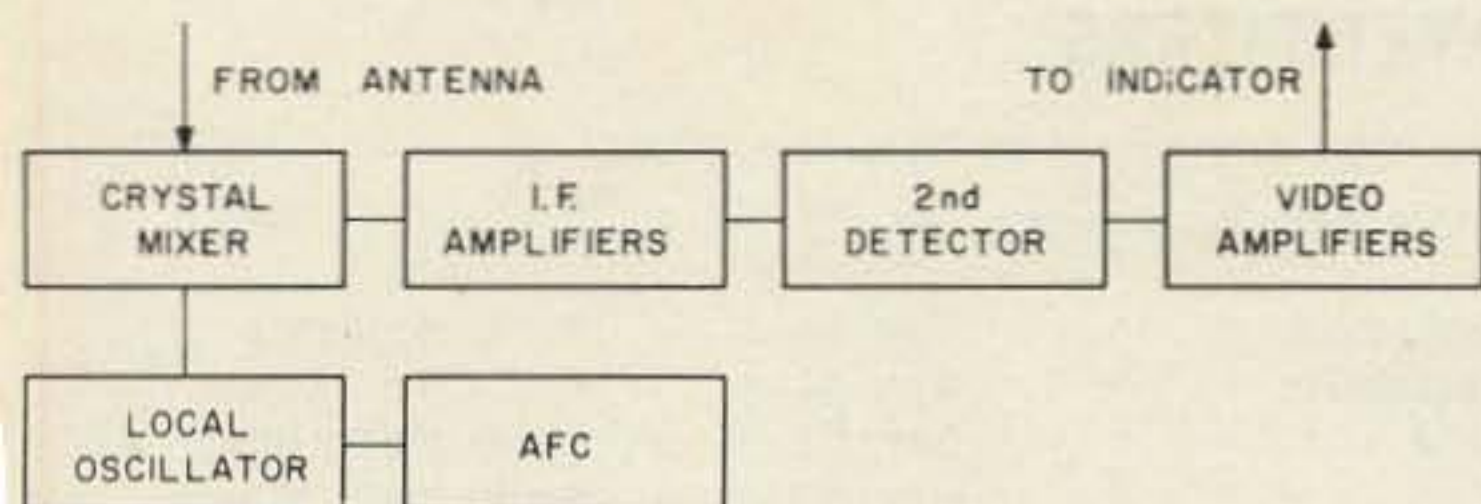 FROM ANTENNA
TO INDiCATOR
CRYSTAL
MIXER
I.F.
AMPLIFIERS
2nd
DETECTOR
VIDEO
AMPLIFIERS
LOCAL
OSCILLATOR
AFC